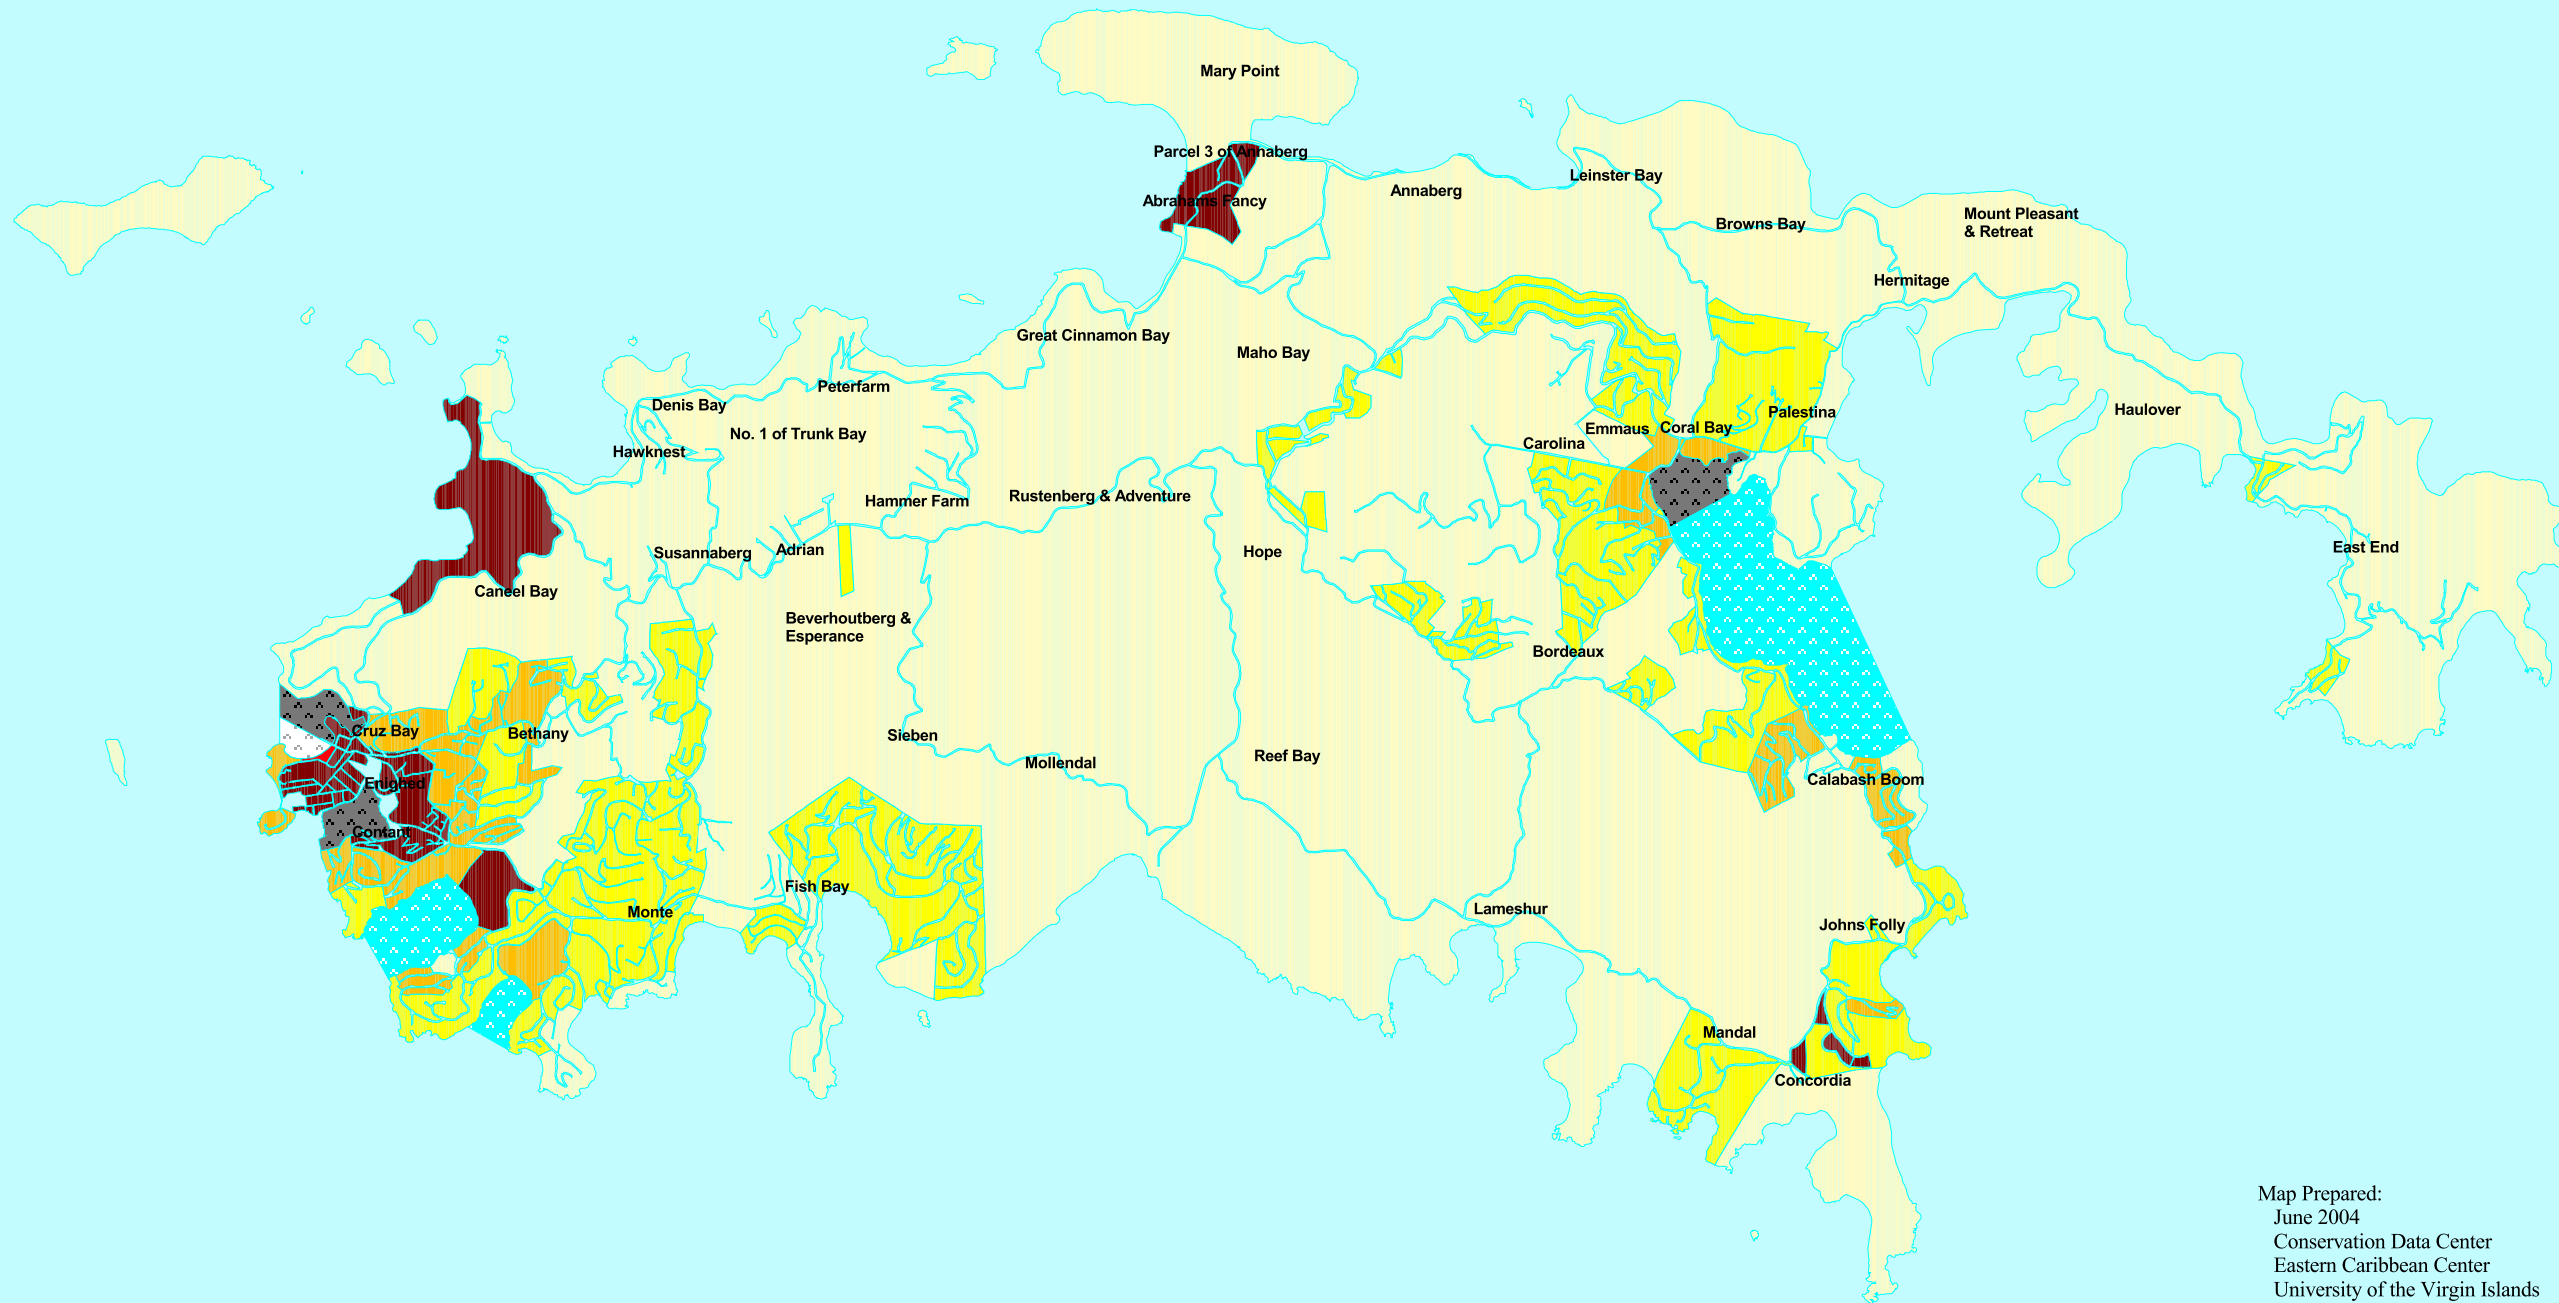 Mary Point
Parcel 3 of Annaberg
Leinster Bay
Annaberg
Abrahams Fancy
Mount Pleasant
& Retreat
Browns Bay
Hermitage
Great Cinnamon Bay
Maho Bay
Peterfarm
Denis Bay
Palestina
Haulover
No. 1 of Trunk Bay
Emmaus
Coral Bay
Carolina
Hawknest
Hammer Farm
Rustenberg & Adventure
Susannaberg
Adrian
Hope
East End
Caneel Bay
Beverhoutberg &
Esperance
Bordeaux
Cruz Bay
Bethany
Sieben
Mollendal
Reef Bay
Enighed
Calabash Boom
Contant
Fish Bay
Monte
Lameshur
Johns Folly
Mandal
Concordia
Map Prepared:
June 2004
Conservation Data Center
Eastern Caribbean Center
University of the Virgin Islands